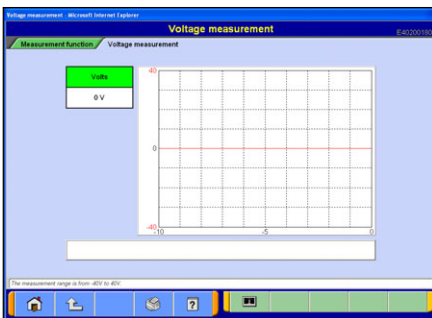 Voltage measurement - Microsoft Internet Explorer
Voltage measurement
E40200180
Measurement function
Voltage measurement
Volts
0 V
40
0
-40
-10
-5
0
The measurement range is from -40V to 40V.
?